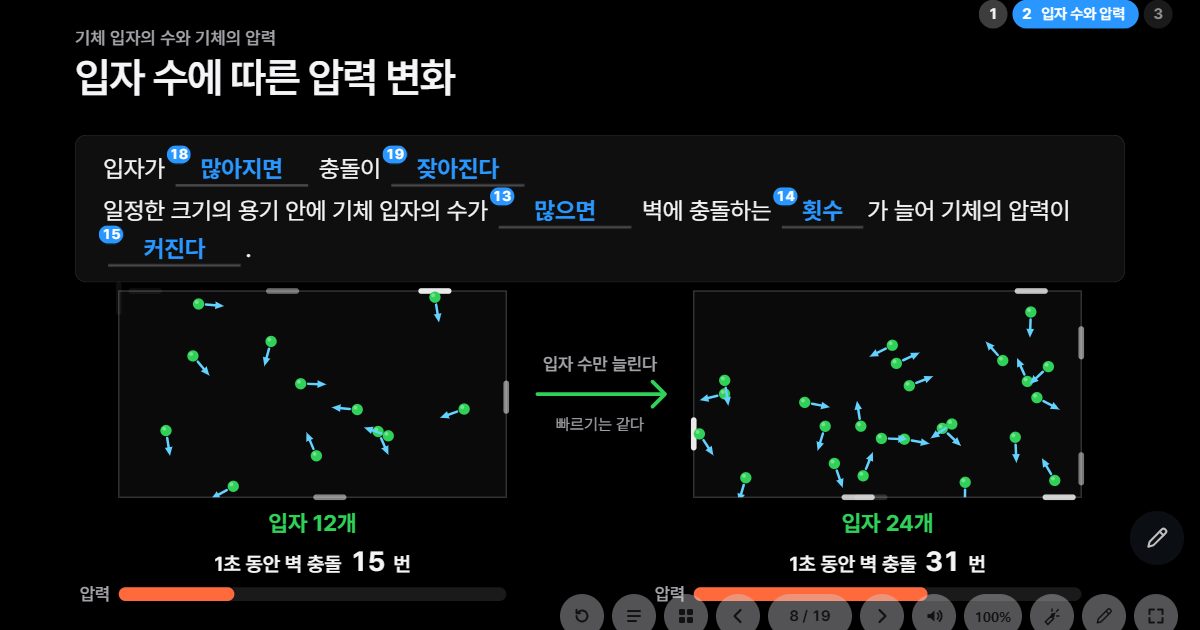 1
2 입자 수와 압력
3
기체 입자의 수와 기체의 압력
입자 수에 따른 압력 변화
입자가 18 많아지면 충돌이 19 잦아진다
일정한 크기의 용기 안에 기체 입자의 수가 13 많으면 벽에 충돌하는 14 횟수 가 늘어 기체의 압력이
15 커진다 .
입자 수만 늘린다
빠르기는 같다
입자 12개
1초 동안 벽 충돌 15 번
압력
입자 24개
1초 동안 벽 충돌 31 번
압력
8 / 19
100%